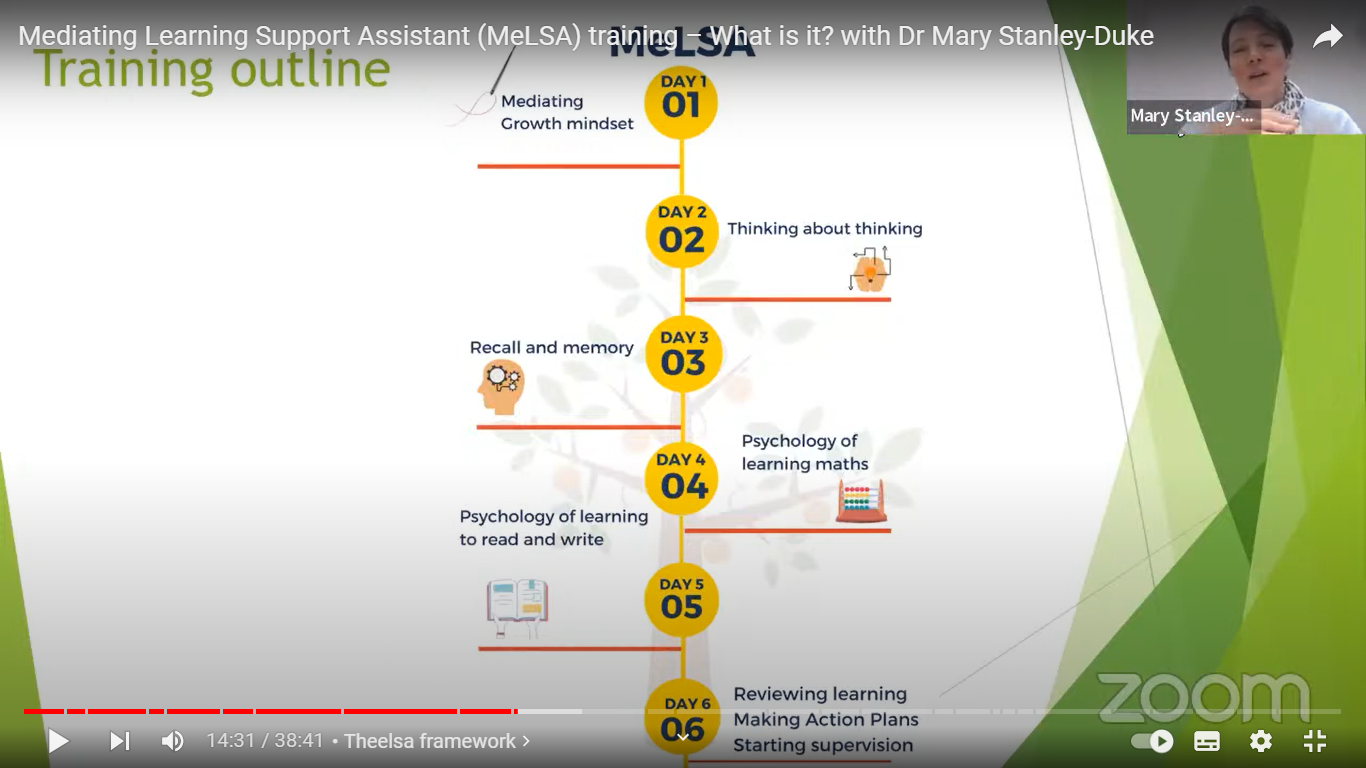 Mediating Learning Support Assistant (MeLSA) training – What is it? with Dr Mary Stanley-Duke
Training outline
MeLSA
Mary Stanley-...
DAY 1
01
Mediating
Growth mindset
DAY 2
02
Thinking about thinking
DAY 3
03
Recall and memory
DAY 4
04
Psychology of
learning maths
Psychology of learning
to read and write
DAY 5
05
DAY 6
06
Reviewing learning
Making Action Plans
Starting supervision
zoom
14:31 / 38:41 • Theelsa framework ›